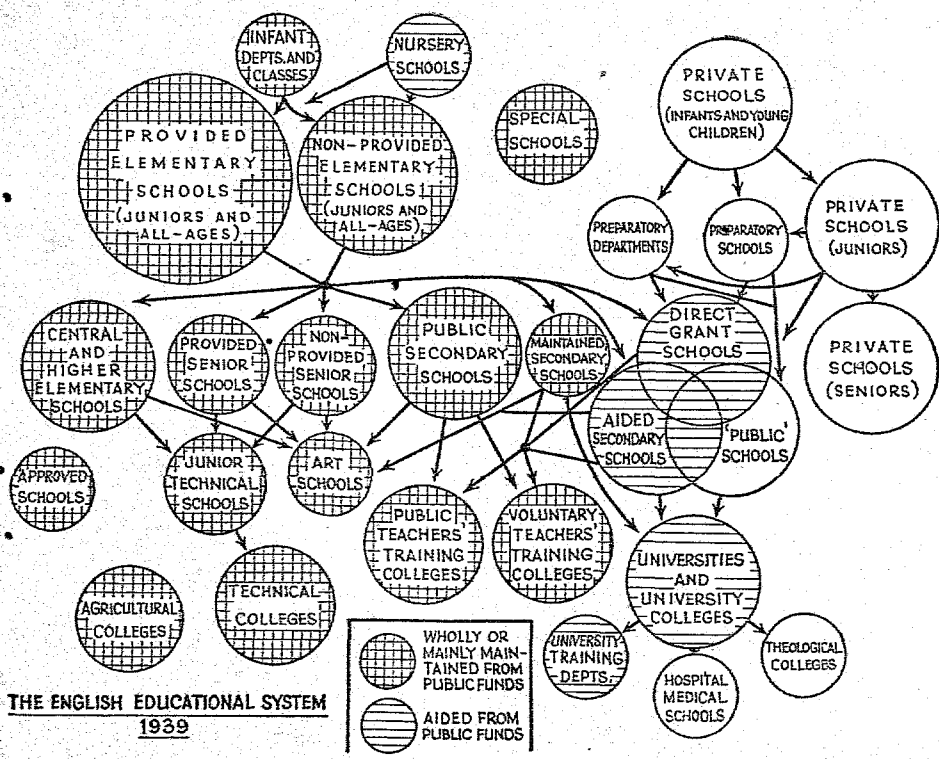 INFANT
DEPTS. AND
CLASSES
NURSERY
SCHOOLS
PROVIDED
ELEMENTARY
SCHOOLS
(JUNIORS AND
ALL-AGES)
NON-PROVIDED
ELEMENTARY
SCHOOLS
(JUNIORS AND
ALL-AGES)
SPECIAL
SCHOOLS
PRIVATE
SCHOOLS
(INFANTS AND YOUNG
CHILDREN)
PREPARATORY
DEPARTMENTS
PREPARATORY
SCHOOLS
PRIVATE
SCHOOLS
(JUNIORS)
CENTRAL
AND
HIGHER
ELEMENTARY
SCHOOLS
PROVIDED
SENIOR
SCHOOLS
NON-
PROVIDED
SENIOR
SCHOOLS
PUBLIC
SECONDARY
SCHOOLS
MAINTAINED
SECONDARY
SCHOOLS
DIRECT
GRANT
SCHOOLS
PRIVATE
SCHOOLS
(SENIORS)
AIDED
SECONDARY
SCHOOLS
'PUBLIC'
SCHOOLS
APPROVED
SCHOOLS
JUNIOR
TECHNICAL
SCHOOLS
ART
SCHOOLS
PUBLIC
TEACHERS'
TRAINING
COLLEGES
VOLUNTARY
TEACHERS'
TRAINING
COLLEGES
UNIVERSITIES
AND
UNIVERSITY
COLLEGES
AGRICULTURAL
COLLEGES
TECHNICAL
COLLEGES
UNIVERSITY
TRAINING
DEPTS.
HOSPITAL
MEDICAL
SCHOOLS
THEOLOGICAL
COLLEGES
WHOLLY OR
MAINLY MAIN-
TAINED FROM
PUBLIC FUNDS
AIDED FROM
PUBLIC FUNDS
THE ENGLISH EDUCATIONAL SYSTEM
1939